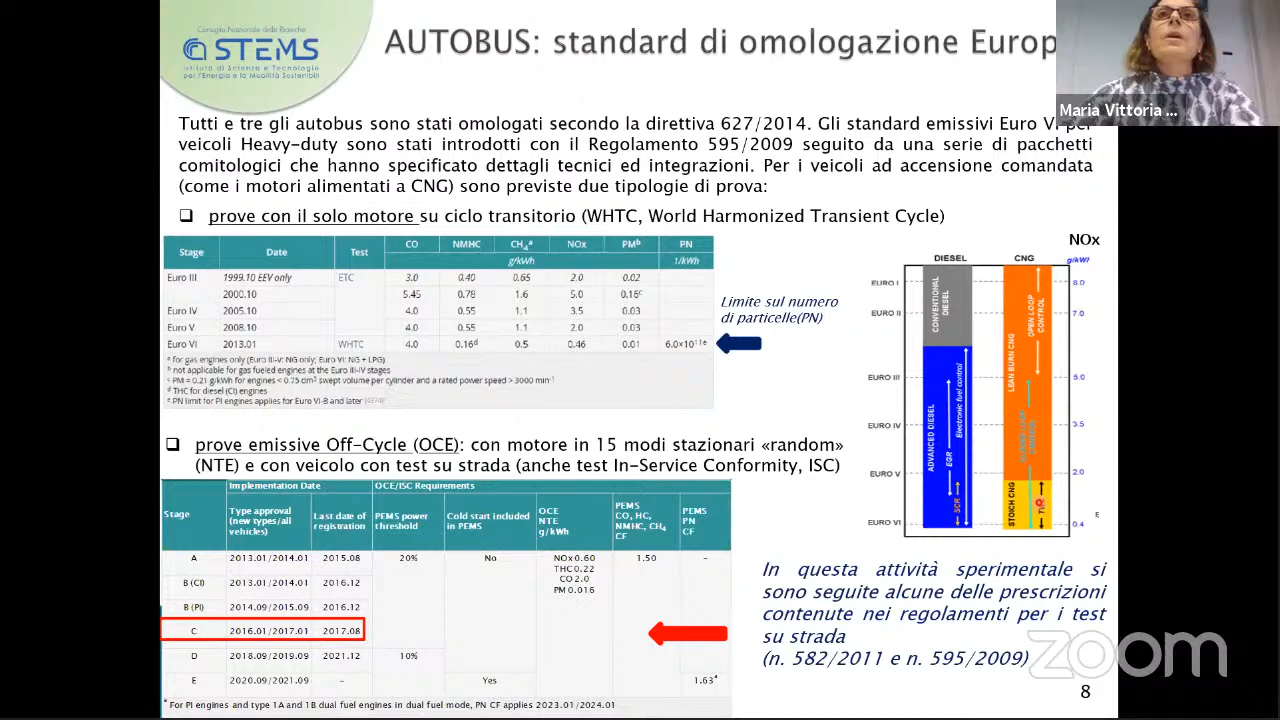 Consiglio Nazionale delle Ricerche
STEMS
Istituto di Scienze e Tecnologie
per l'Energia e la Mobilità Sostenibili
AUTOBUS: standard di omologazione Europ
Maria Vittoria ...
Tutti e tre gli autobus sono stati omologati secondo la direttiva 627/2014. Gli standard emissivi Euro VI per
veicoli Heavy-duty sono stati introdotti con il Regolamento 595/2009 seguito da una serie di pacchetti
comitologici che hanno specificato dettagli tecnici ed integrazioni. Per i veicoli ad accensione comandata
(come i motori alimentati a CNG) sono previste due tipologie di prova:
prove con il solo motore su ciclo transitorio (WHTC, World Harmonized Transient Cycle)
Stage Date Test CO NMHC CH4a NOx PMb PN
g/kWh 1/kWh
Euro III 1999.10 EEV only ETC 3.0 0.40 0.65 2.0 0.02
2000.10 5.45 0.78 1.6 5.0 0.16c
Euro IV 2005.10 4.0 0.55 1.1 3.5 0.03
Euro V 2008.10 4.0 0.55 1.1 2.0 0.03
Euro VI 2013.01 WHTC 4.0 0.16d 0.5 0.46 0.01 6.0×1011e
a for gas engines only (Euro III-V: NG only; Euro VI: NG + LPG)
b not applicable for gas fueled engines at the Euro III-IV stages
c PM = 0.21 g/kWh for engines < 0.75 dm3 swept volume per cylinder and a rated power speed > 3000 min-1
d THC for diesel (CI) engines
e PN limit for PI engines applies for Euro VI-B and later
Limite sul numero
di particelle(PN)
NOx
DIESEL CNG g/kW
EURO I 8.0
EURO II 7.0
EURO III 5.0
EURO IV 3.5
EURO V 2.0
EURO VI 0.4
CONVENTIONAL
DIESEL
ADVANCED DIESEL
Electronic fuel control
EGR
SCR
OPEN LOOP
CONTROL
LEAN BURN CNG
STOICH CNG
E
prove emissive Off-Cycle (OCE): con motore in 15 modi stazionari «random»
(NTE) e con veicolo con test su strada (anche test In-Service Conformity, ISC)
Implementation Date OCE/ISC Requirements
Stage
Type approval
(new types/all
vehicles)
Last date of
registration
PEMS power
threshold
Cold start included
in PEMS
OCE
NTE
g/kWh
PEMS
CO, HC,
NMHC, CH4
CF
PEMS
PN
CF
A 2013.01/2014.01 2015.08 20% No NOx 0.60 1.50 –
THC 0.22
CO 2.0
PM 0.016
B (CI) 2013.01/2014.01 2016.12
B (PI) 2014.09/2015.09 2016.12
C 2016.01/2017.01 2017.08
D 2018.09/2019.09 2021.12 10%
E 2020.09/2021.09 – Yes 1.63a
a For PI engines and type 1A and 1B dual fuel engines in dual fuel mode, PN CF applies 2023.01/2024.01
In questa attività sperimentale si
sono seguite alcune delle prescrizioni
contenute nei regolamenti per i test
su strada
(n. 582/2011 e n. 595/2009)
zoom
8